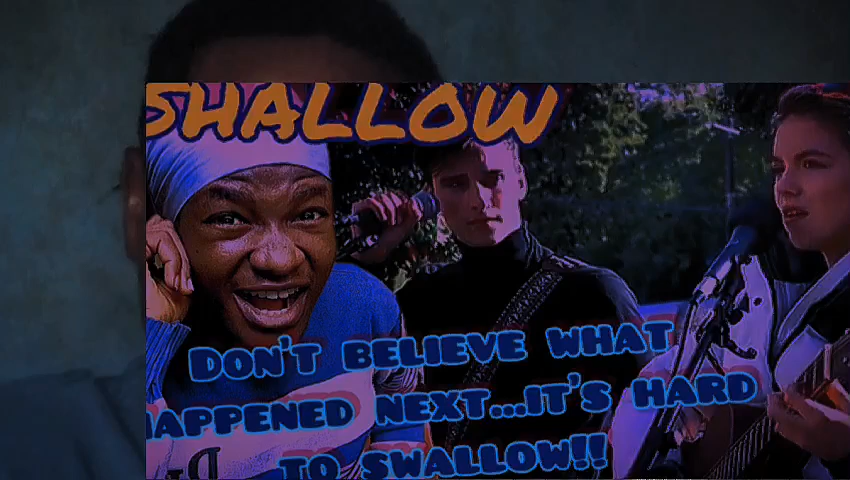 SHALLOW
DON'T BELIEVE WHAT
HAPPENED NEXT...IT'S HARD
TO SWALLOW!!